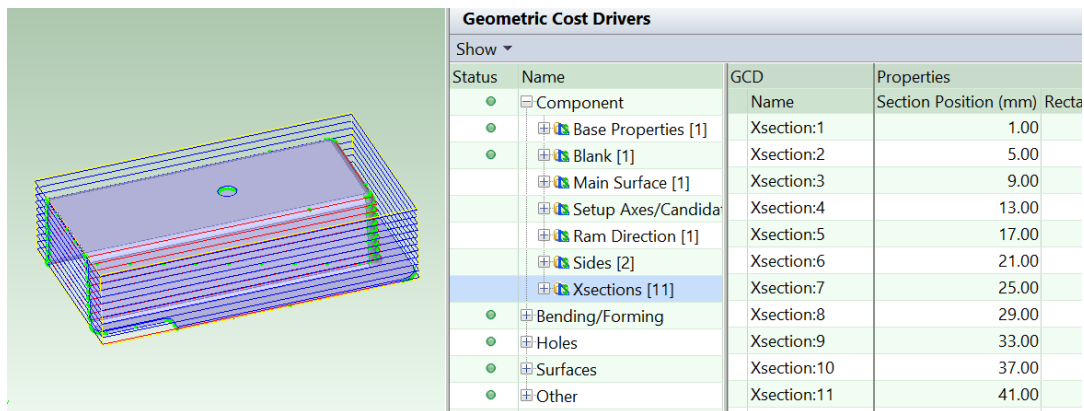 Geometric Cost Drivers
Show
Status Name GCD Properties
Component Name Section Position (mm) Recta
Base Properties [1] Xsection:1 1.00
Blank [1] Xsection:2 5.00
Main Surface [1] Xsection:3 9.00
Setup Axes/Candida Xsection:4 13.00
Ram Direction [1] Xsection:5 17.00
Sides [2] Xsection:6 21.00
Xsections [11] Xsection:7 25.00
Bending/Forming Xsection:8 29.00
Holes Xsection:9 33.00
Surfaces Xsection:10 37.00
Other Xsection:11 41.00